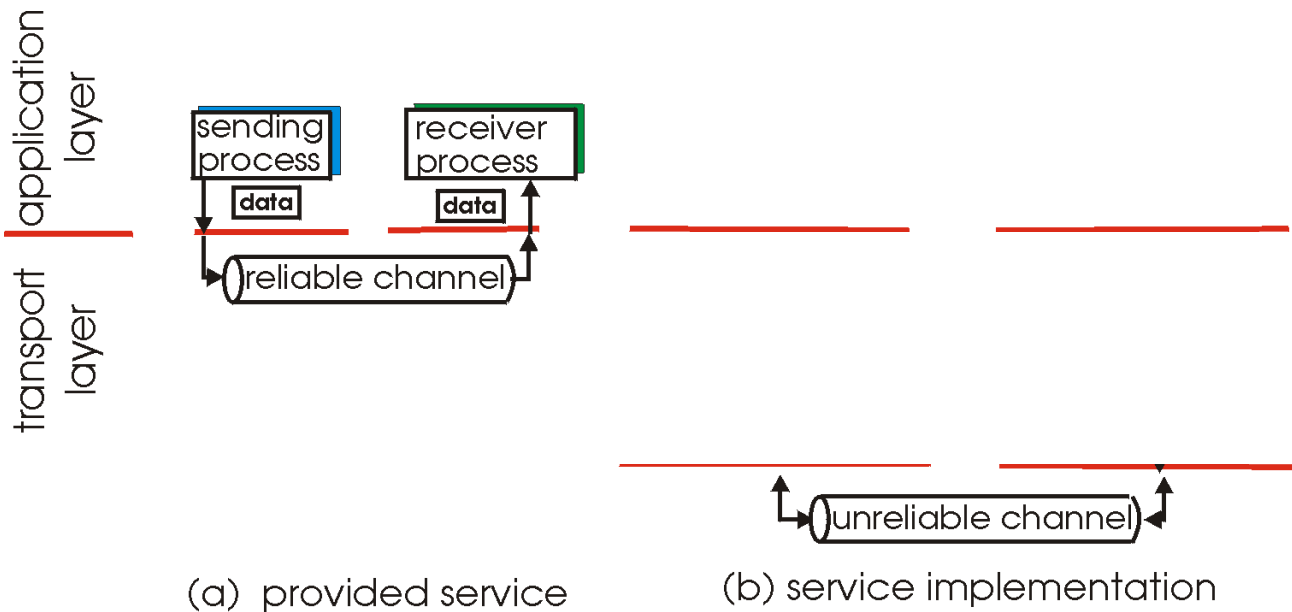 application
layer
transport
layer
sending
process
data
receiver
process
data
reliable channel
unreliable channel
(a) provided service
(b) service implementation